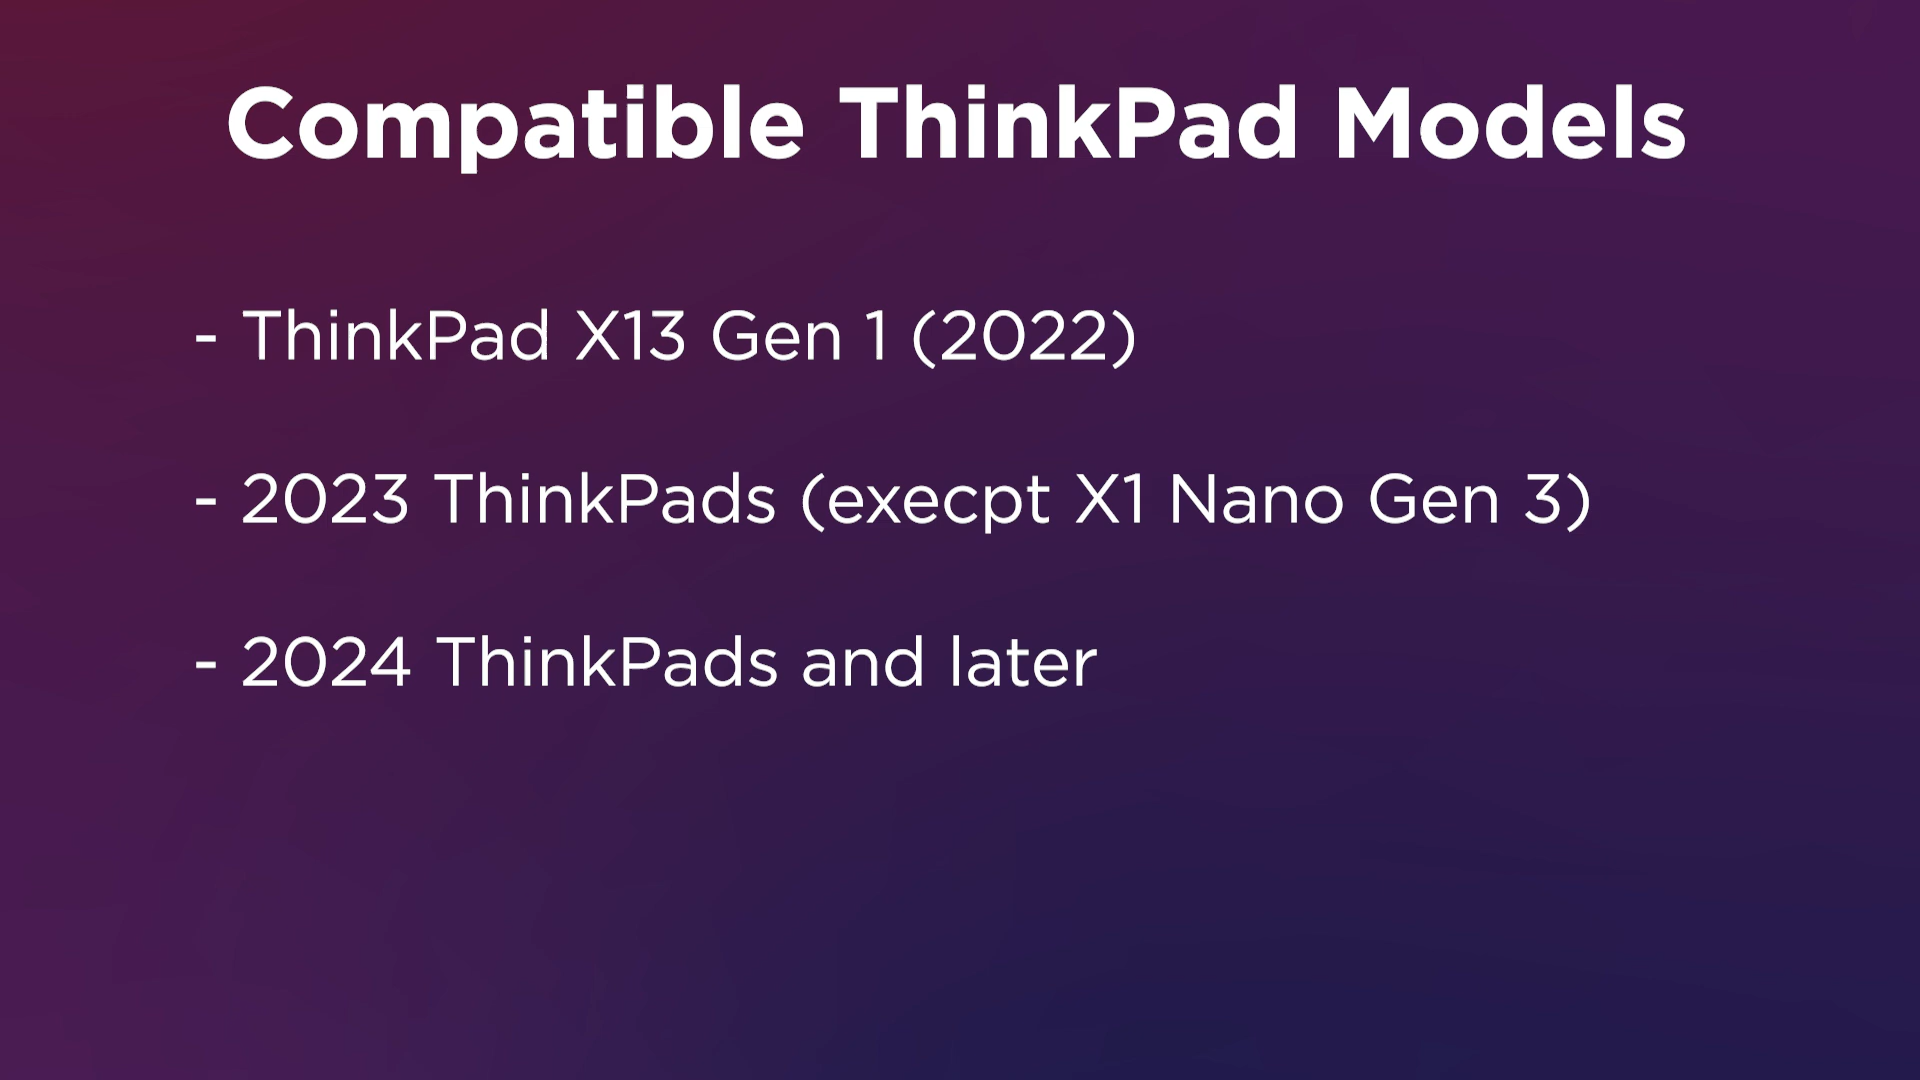 Compatible ThinkPad Models
- ThinkPad X13 Gen 1 (2022)
- 2023 ThinkPads (execpt X1 Nano Gen 3)
- 2024 ThinkPads and later